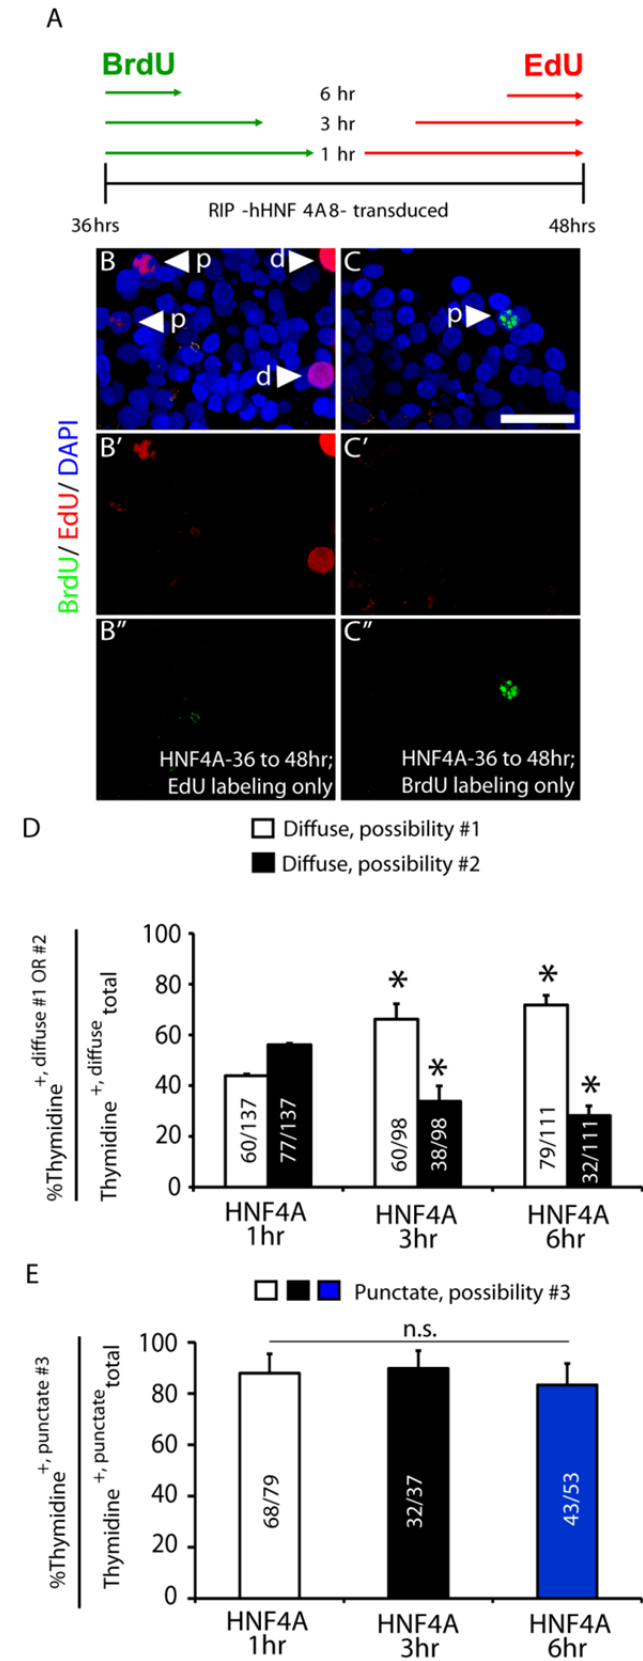 A
BrdU
EdU
6 hr
3 hr
1 hr
RIP -hHNF 4A8- transduced
36hrs
48hrs
BrdU/ EdU/ DAPI
B
p
d
p
d
C
p
B'
C'
B"
HNF4A-36 to 48hr;
EdU labeling only
C"
HNF4A-36 to 48hr;
BrdU labeling only
D
Diffuse, possibility #1
Diffuse, possibility #2
%Thymidine+, diffuse #1 OR #2
Thymidine+, diffuse total
100
80
60
40
20
0
60/137
77/137
*
60/98
*
38/98
*
79/111
*
32/111
HNF4A
1hr
HNF4A
3hr
HNF4A
6hr
E
Punctate, possibility #3
%Thymidine+, punctate #3
Thymidine+, punctate total
n.s.
100
80
60
40
20
0
68/79
32/37
43/53
HNF4A
1hr
HNF4A
3hr
HNF4A
6hr